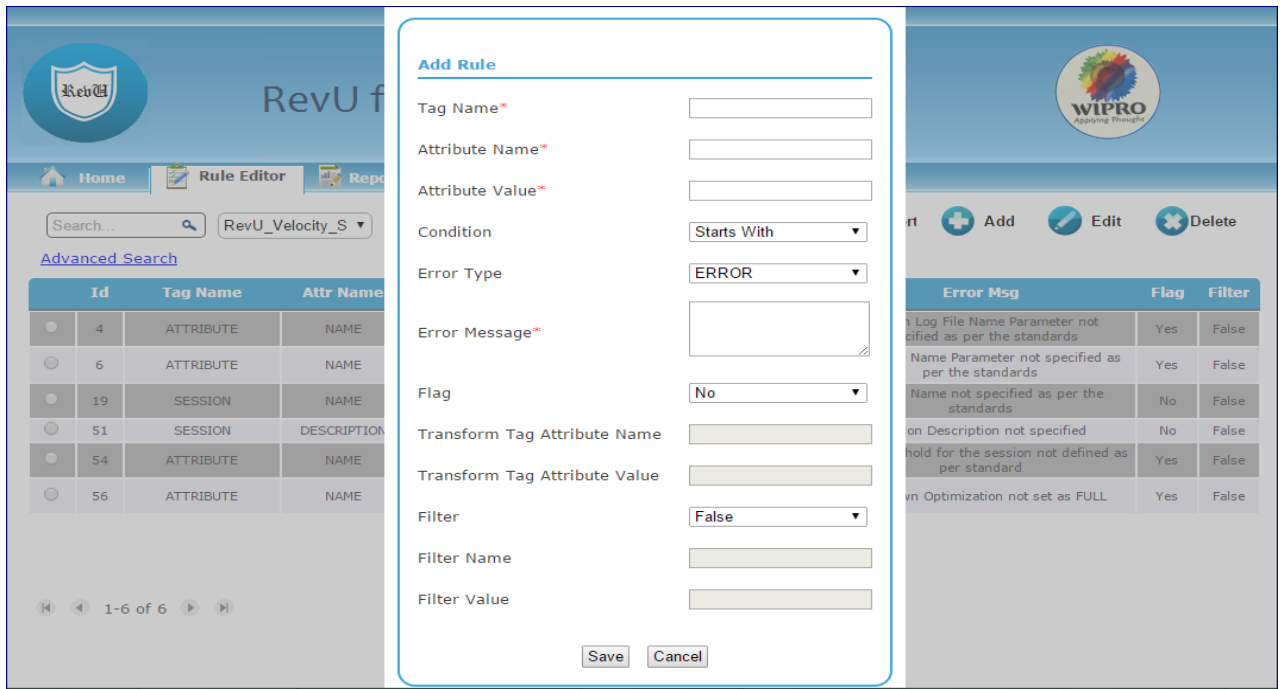 RevU
RevU f
WIPRO
Applying Thought
Home
Rule Editor
Repo
Search...
RevU_Velocity_S
rt
Add
Edit
Delete
Advanced Search
Id Tag Name Attr Name Error Msg Flag Filter
4 ATTRIBUTE NAME n Log File Name Parameter not
cified as per the standards Yes False
6 ATTRIBUTE NAME Name Parameter not specified as
per the standards Yes False
19 SESSION NAME Name not specified as per the
standards No False
51 SESSION DESCRIPTION on Description not specified No False
54 ATTRIBUTE NAME hold for the session not defined as
per standard Yes False
56 ATTRIBUTE NAME wn Optimization not set as FULL Yes False
1-6 of 6
Add Rule
Tag Name*
Attribute Name*
Attribute Value*
Condition Starts With
Error Type ERROR
Error Message*
Flag No
Transform Tag Attribute Name
Transform Tag Attribute Value
Filter False
Filter Name
Filter Value
Save Cancel